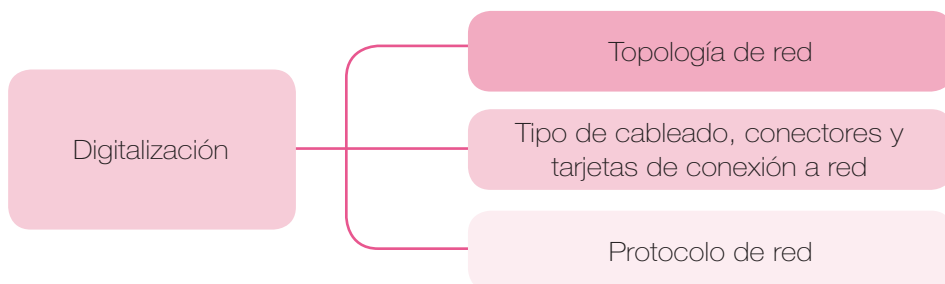 Digitalización
Topología de red
Tipo de cableado, conectores y
tarjetas de conexión a red
Protocolo de red